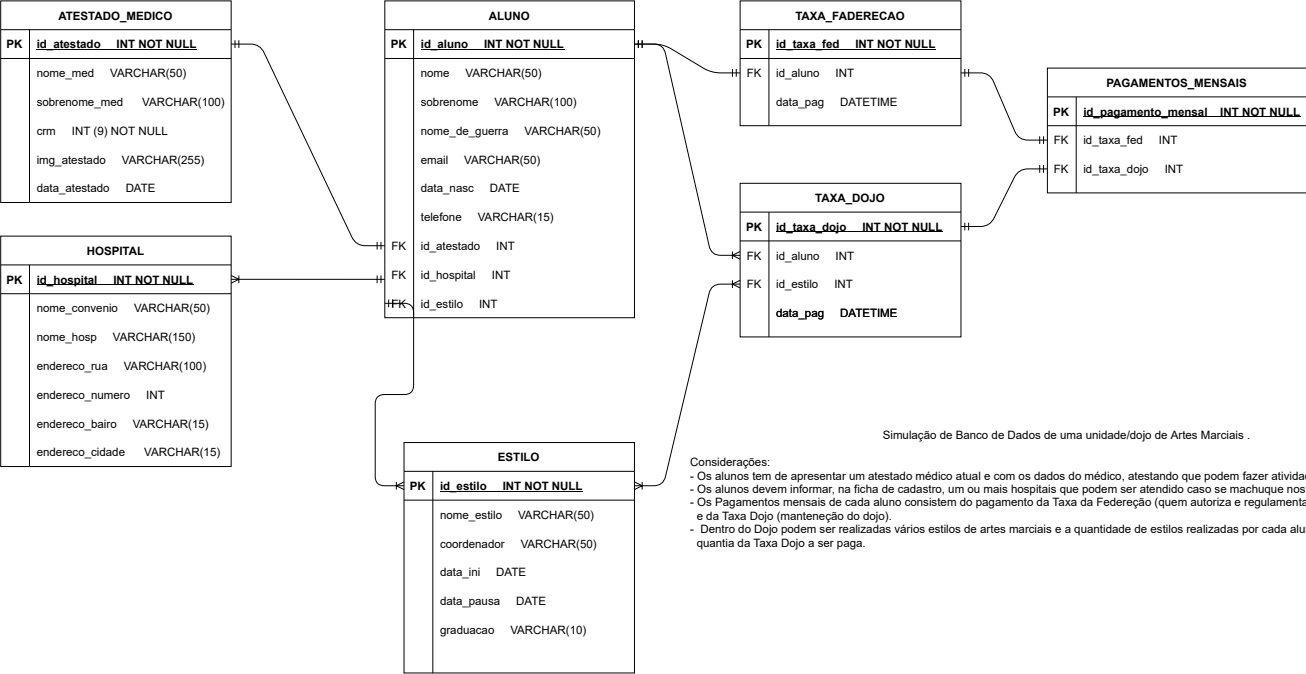 ATESTADO_MEDICO
PK id_atestado INT NOT NULL
nome_med VARCHAR(50)
sobrenome_med VARCHAR(100)
crm INT (9) NOT NULL
img_atestado VARCHAR(255)
data_atestado DATE
HOSPITAL
PK id_hospital INT NOT NULL
nome_convenio VARCHAR(50)
nome_hosp VARCHAR(150)
endereco_rua VARCHAR(100)
endereco_numero INT
endereco_bairo VARCHAR(15)
endereco_cidade VARCHAR(15)
ALUNO
PK id_aluno INT NOT NULL
nome VARCHAR(50)
sobrenome VARCHAR(100)
nome_de_guerra VARCHAR(50)
email VARCHAR(50)
data_nasc DATE
telefone VARCHAR(15)
FK id_atestado INT
FK id_hospital INT
FK id_estilo INT
ESTILO
PK id_estilo INT NOT NULL
nome_estilo VARCHAR(50)
coordenador VARCHAR(50)
data_ini DATE
data_pausa DATE
graduacao VARCHAR(10)
TAXA_FADERECAO
PK id_taxa_fed INT NOT NULL
FK id_aluno INT
data_pag DATETIME
TAXA_DOJO
PK id_taxa_dojo INT NOT NULL
FK id_aluno INT
FK id_estilo INT
data_pag DATETIME
PAGAMENTOS_MENSAIS
PK id_pagamento_mensal INT NOT NULL
FK id_taxa_fed INT
FK id_taxa_dojo INT
Simulação de Banco de Dados de uma unidade/dojo de Artes Marciais .
Considerações:
- Os alunos tem de apresentar um atestado médico atual e com os dados do médico, atestando que podem fazer ativida
- Os alunos devem informar, na ficha de cadastro, um ou mais hospitais que podem ser atendido caso se machuque nos
- Os Pagamentos mensais de cada aluno consistem do pagamento da Taxa da Federeção (quem autoriza e regulamenta
e da Taxa Dojo (manteneção do dojo).
- Dentro do Dojo podem ser realizadas vários estilos de artes marciais e a quantidade de estilos realizadas por cada alu
quantia da Taxa Dojo a ser paga.